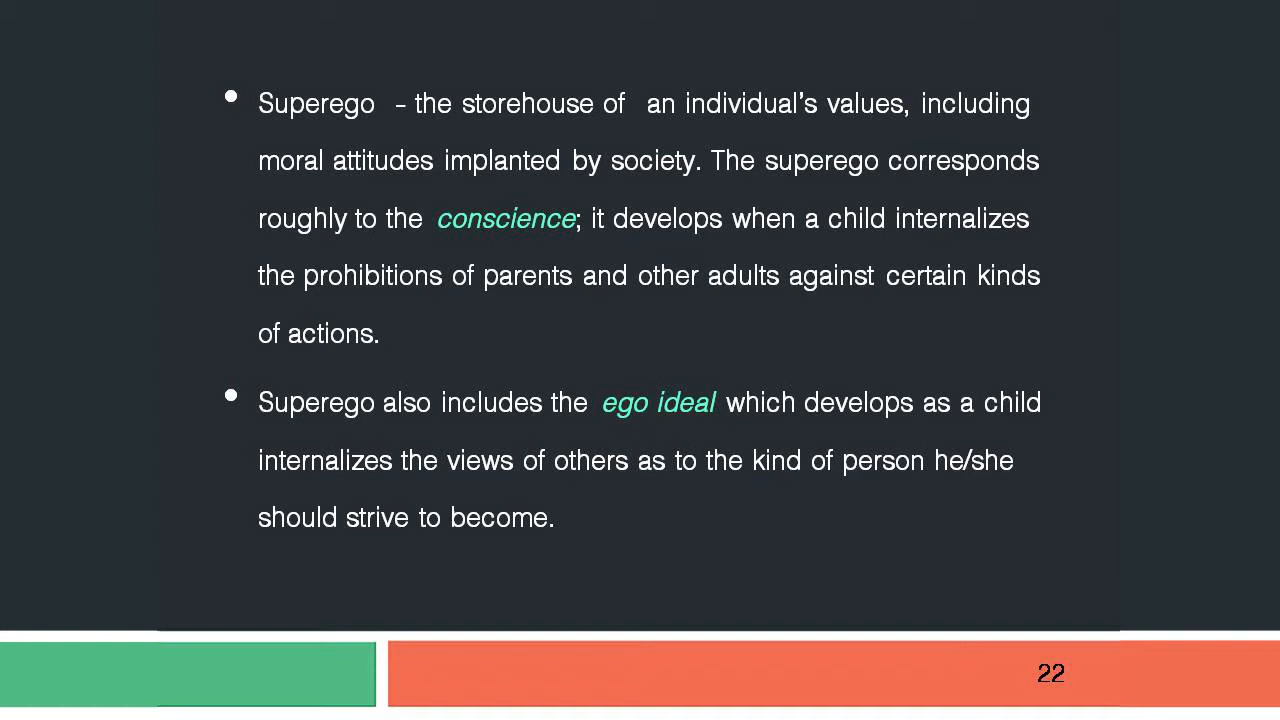 • Superego - the storehouse of an individual's values, including
moral attitudes implanted by society. The superego corresponds
roughly to the conscience; it develops when a child internalizes
the prohibitions of parents and other adults against certain kinds
of actions.
• Superego also includes the ego ideal which develops as a child
internalizes the views of others as to the kind of person he/she
should strive to become.
22